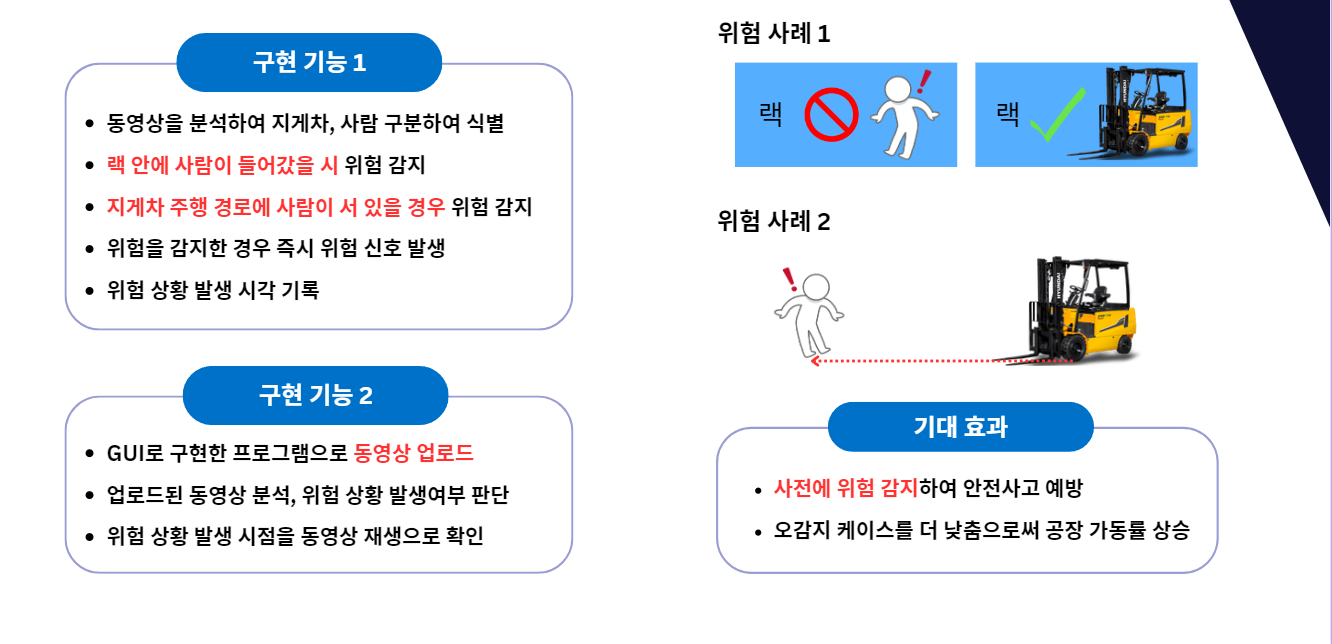 구현 기능 1
• 동영상을 분석하여 지게차, 사람 구분하여 식별
• 랙 안에 사람이 들어갔을 시 위험 감지
• 지게차 주행 경로에 사람이 서 있을 경우 위험 감지
• 위험을 감지한 경우 즉시 위험 신호 발생
• 위험 상황 발생 시각 기록
구현 기능 2
• GUI로 구현한 프로그램으로 동영상 업로드
• 업로드된 동영상 분석, 위험 상황 발생여부 판단
• 위험 상황 발생 시점을 동영상 재생으로 확인
위험 사례 1
랙
랙
HYUNDAI
위험 사례 2
HYUNDAI
기대 효과
• 사전에 위험 감지하여 안전사고 예방
• 오감지 케이스를 더 낮춤으로써 공장 가동률 상승